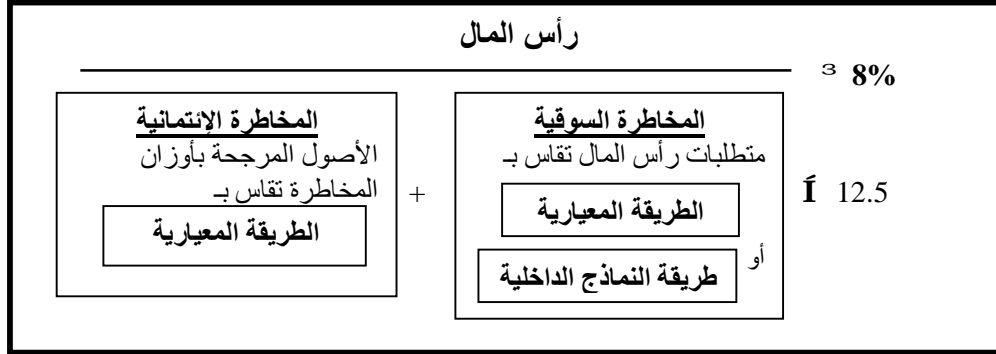 رأس المال
ᴈ 8%
المخاطرة الإئتمانية
الأصول المرجحة بأوزان
المخاطرة تقاس بـ
الطريقة المعيارية
+
المخاطرة السوقية
متطلبات رأس المال تقاس بـ
الطريقة المعيارية
أو
طريقة النماذج الداخلية
Í 12.5